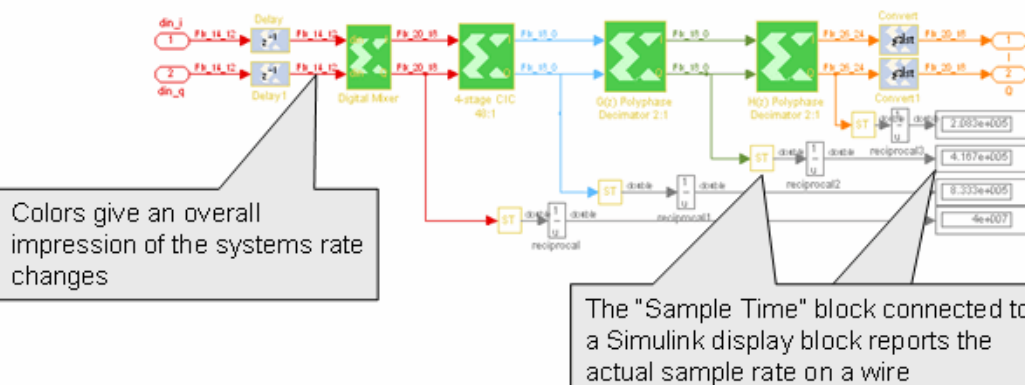 din_i
Delay
Convert
1
Fix_14_12
z⁻¹
Fix_14_12
Fix_20_18
Fix_18_0
Fix_18_0
Fix_26_24
cast
Fix_20_18
1
I
2
Fix_14_12
z⁻¹
Fix_14_12
Fix_20_18
Fix_18_0
Fix_18_0
Fix_26_24
cast
Fix_20_18
2
Q
din_q
Delay1
Digital Mixer
4-stage CIC
48:1
G(z) Polyphase
Decimator 2:1
H(z) Polyphase
Decimator 2:1
Convert1
ST
double
1
u
double
2.083e+005
reciprocal3
ST
double
1
u
double
4.167e+005
reciprocal2
ST
double
1
u
double
8.333e+005
reciprocal1
ST
double
1
u
double
4e+007
reciprocal
Colors give an overall
impression of the systems rate
changes
The "Sample Time" block connected to
a Simulink display block reports the
actual sample rate on a wire